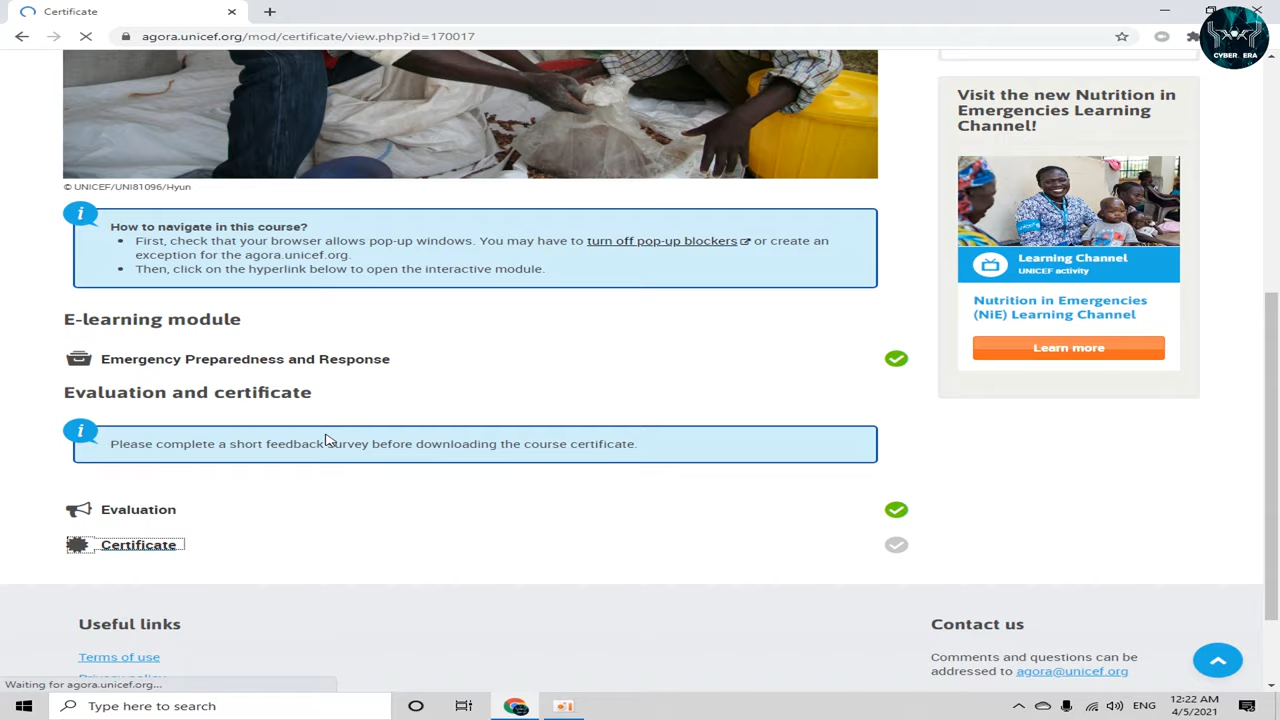 Certificate
agora.unicef.org/mod/certificate/view.php?id=170017
CYBER. ERA
© UNICEF/UNI81096/Hyun
How to navigate in this course?
• First, check that your browser allows pop-up windows. You may have to turn off pop-up blockers or create an
exception for the agora.unicef.org.
• Then, click on the hyperlink below to open the interactive module.
E-learning module
Emergency Preparedness and Response
Evaluation and certificate
Please complete a short feedback survey before downloading the course certificate.
Evaluation
Certificate
Visit the new Nutrition in
Emergencies Learning
Channel!
Learning Channel
UNICEF activity
Nutrition in Emergencies
(NiE) Learning Channel
Learn more
Useful links
Terms of use
Contact us
Comments and questions can be
addressed to agora@unicef.org
Waiting for agora.unicef.org...
Type here to search
ENG
12:22 AM
4/5/2021